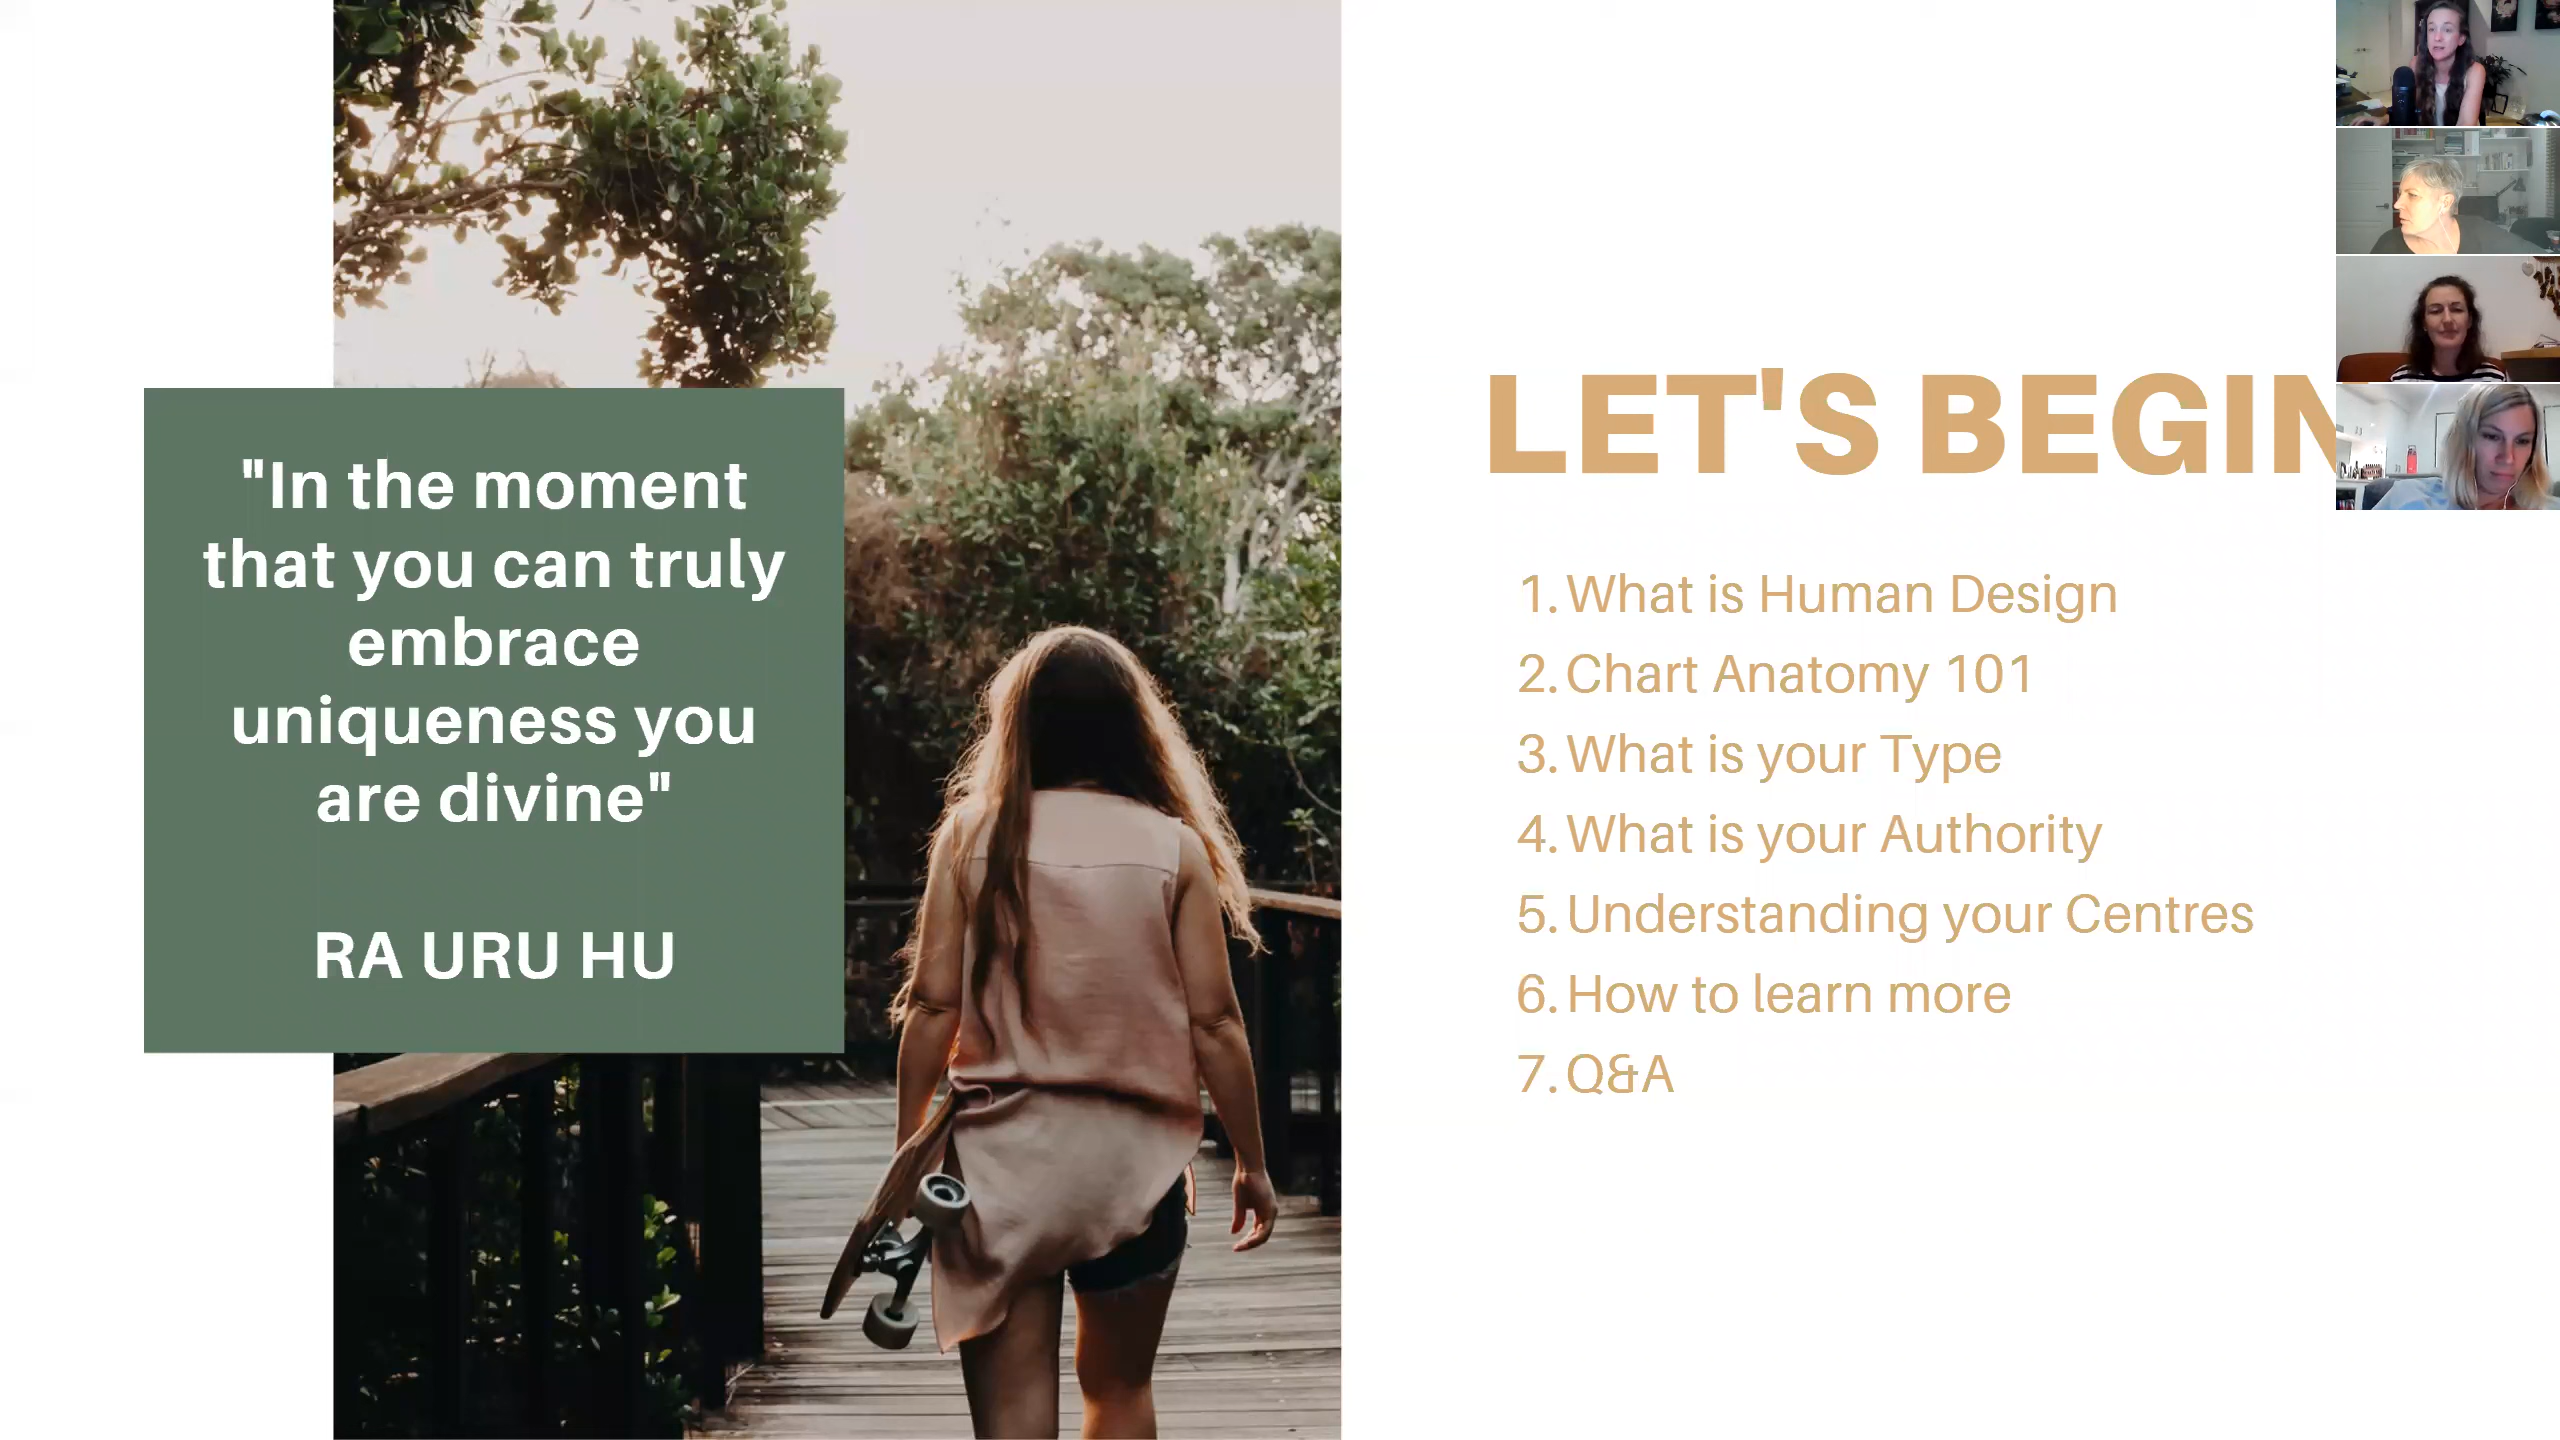 "In the moment
that you can truly
embrace
uniqueness you
are divine"
RA URU HU
LET'S BEGIN
1. What is Human Design
2. Chart Anatomy 101
3. What is your Type
4. What is your Authority
5. Understanding your Centres
6. How to learn more
7. Q&A